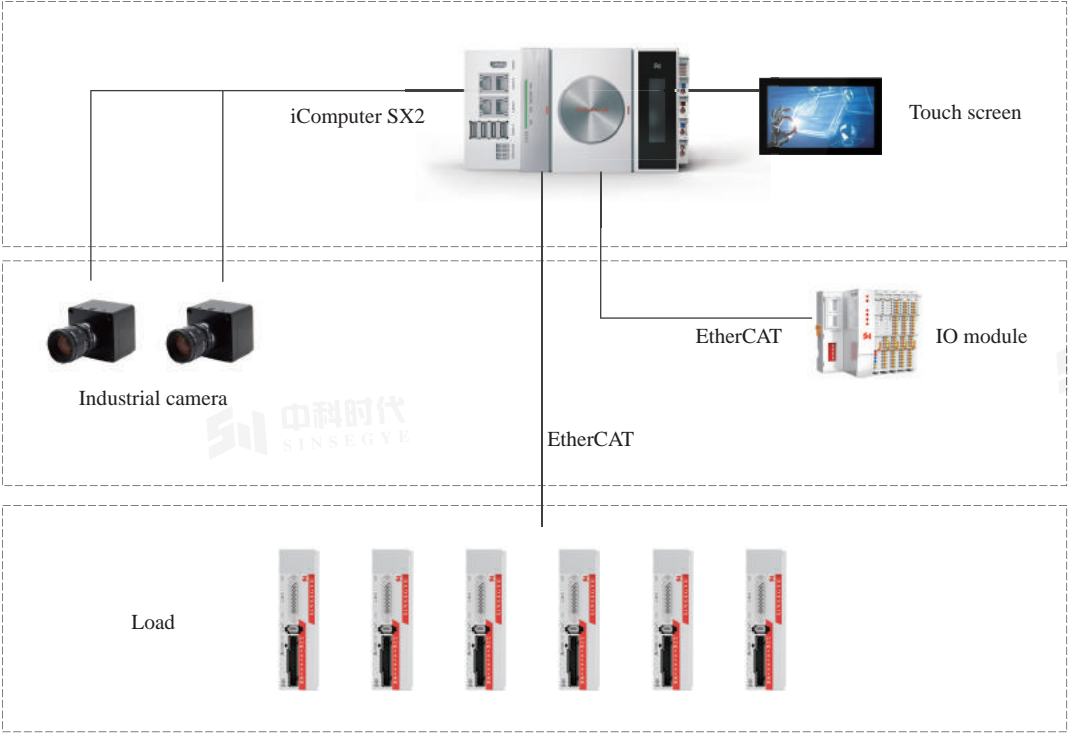 iComputer SX2
Touch screen
EtherCAT
IO module
Industrial camera
中科时代
SINSEGYE
EtherCAT
Load